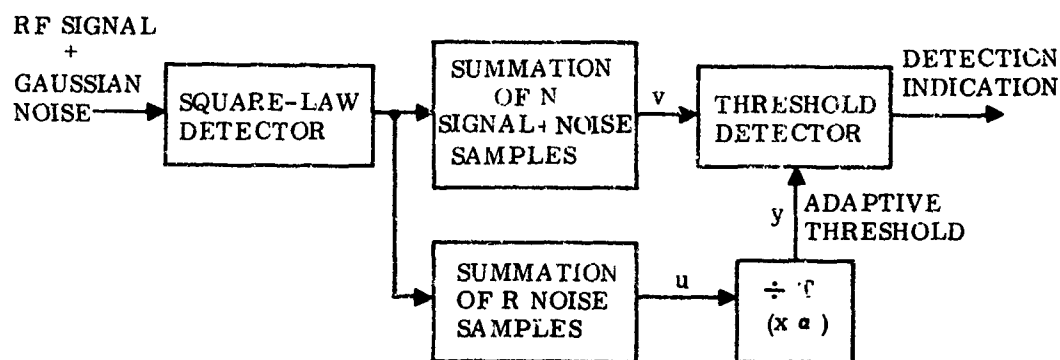 RF SIGNAL
+
GAUSSIAN
NOISE
SQUARE-LAW
DETECTOR
SUMMATION
OF N
SIGNAL + NOISE
SAMPLES
v
THRESHOLD
DETECTOR
DETECTION
INDICATION
y
ADAPTIVE
THRESHOLD
SUMMATION
OF R NOISE
SAMPLES
u
÷
(x α)